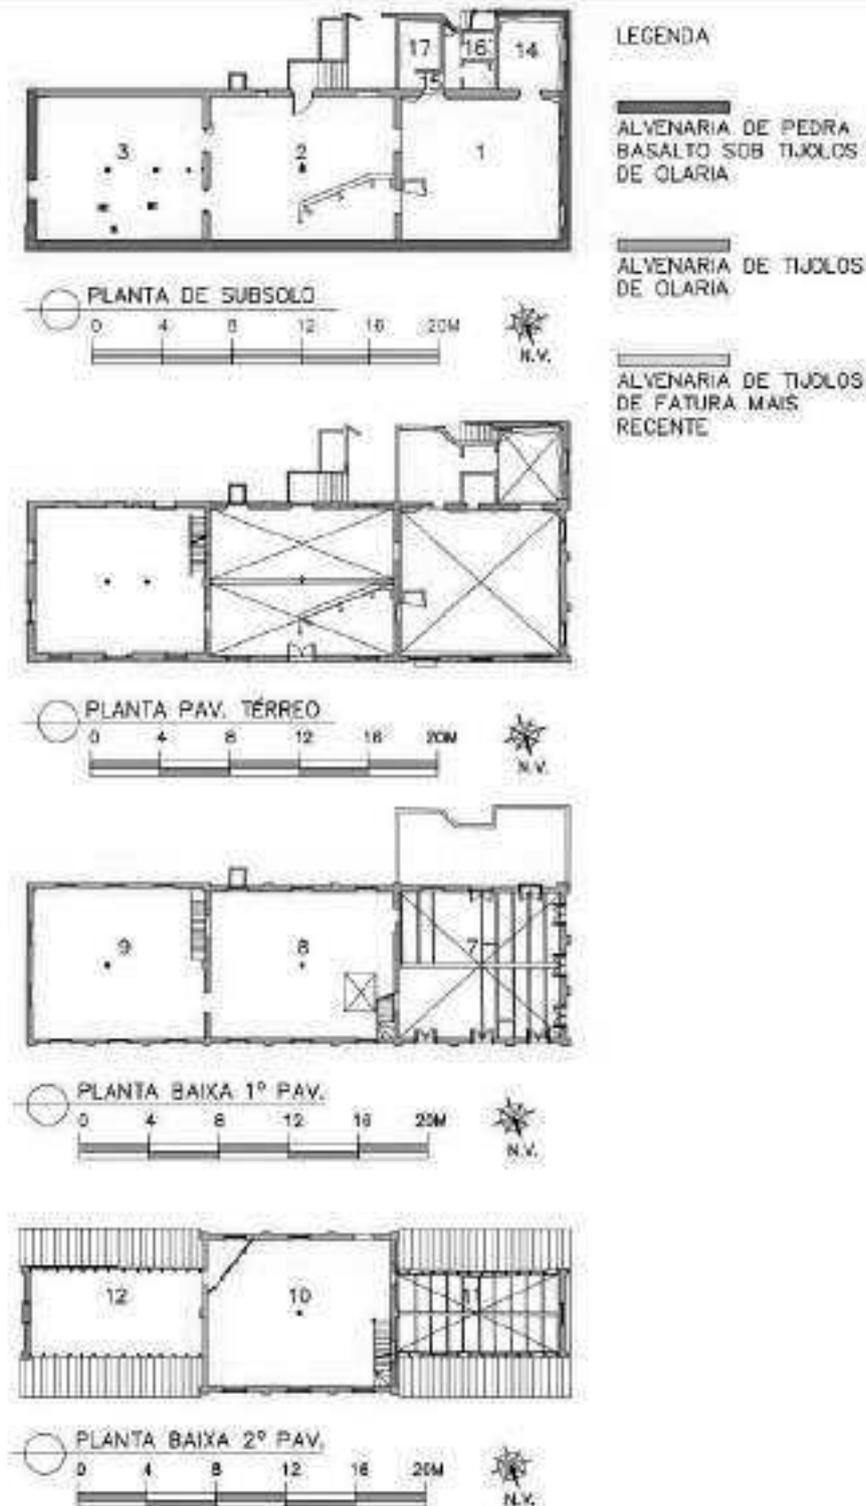 17
16
14
15
3
2
1
PLANTA DE SUBSOLO
0 4 8 12 16 20M
N.V.
LEGENDA
ALVENARIA DE PEDRA
BASALTO SOB TIJOLOS
DE OLARIA
ALVENARIA DE TIJOLOS
DE OLARIA
ALVENARIA DE TIJOLOS
DE FATURA MAIS
RECENTE
PLANTA PAV. TÉRREO
0 4 8 12 16 20M
N.V.
9
8
7
PLANTA BAIXA 1º PAV.
0 4 8 12 16 20M
N.V.
12
10
11
PLANTA BAIXA 2º PAV.
0 4 8 12 16 20M
N.V.